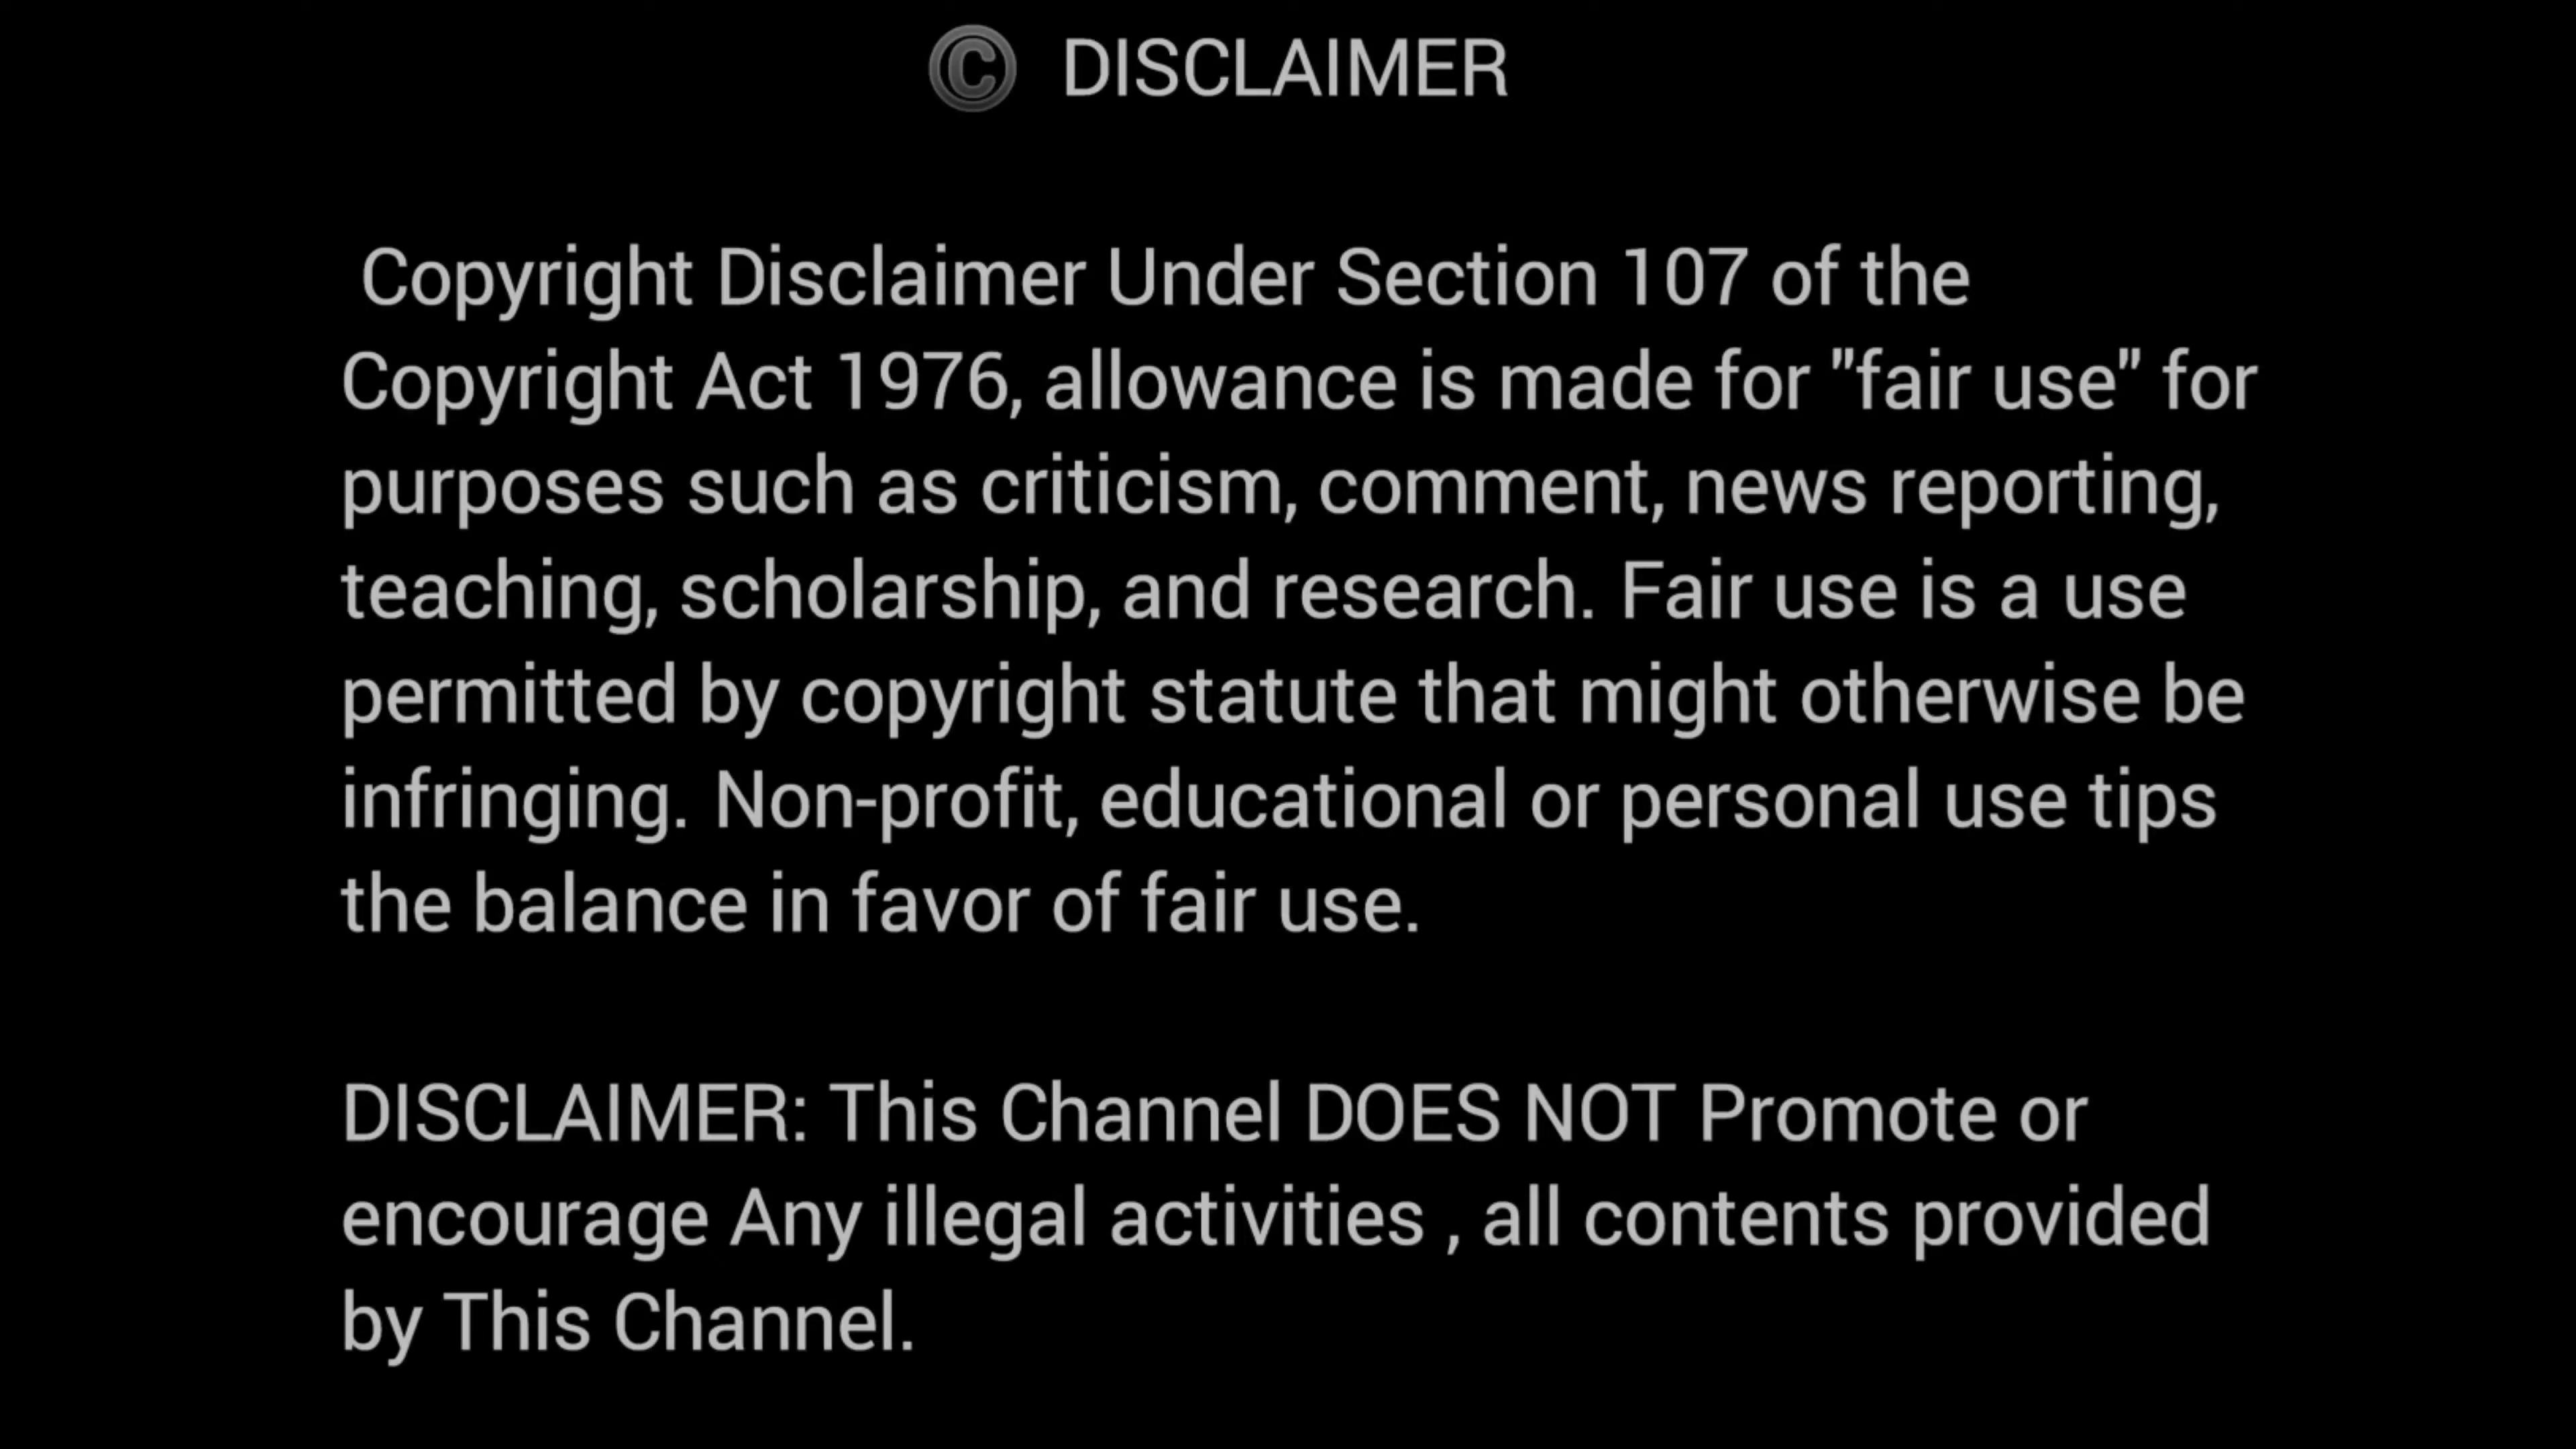 © DISCLAIMER
Copyright Disclaimer Under Section 107 of the
Copyright Act 1976, allowance is made for "fair use" for
purposes such as criticism, comment, news reporting,
teaching, scholarship, and research. Fair use is a use
permitted by copyright statute that might otherwise be
infringing. Non-profit, educational or personal use tips
the balance in favor of fair use.
DISCLAIMER: This Channel DOES NOT Promote or
encourage Any illegal activities , all contents provided
by This Channel.